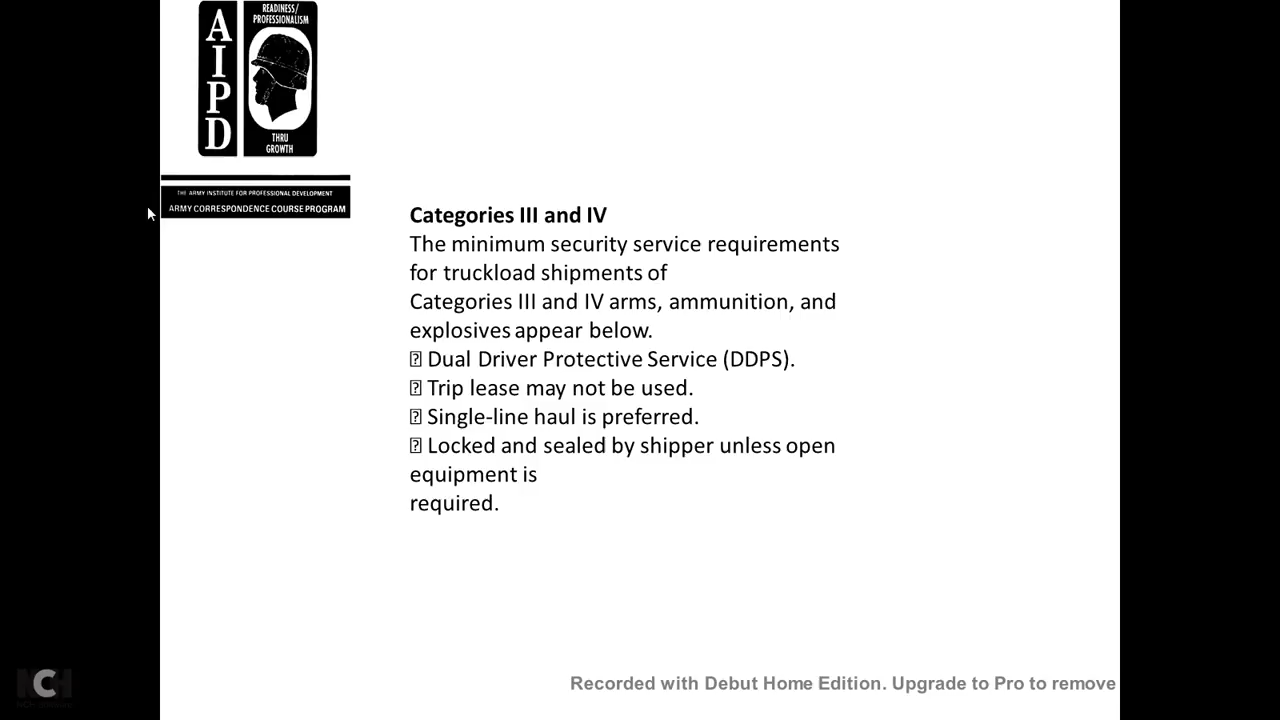 A
I
P
D
READINESS/
PROFESSIONALISM
THRU
GROWTH
THE ARMY INSTITUTE FOR PROFESSIONAL DEVELOPMENT
ARMY CORRESPONDENCE COURSE PROGRAM
Categories III and IV
The minimum security service requirements
for truckload shipments of
Categories III and IV arms, ammunition, and
explosives appear below.
⍰ Dual Driver Protective Service (DDPS).
⍰ Trip lease may not be used.
⍰ Single-line haul is preferred.
⍰ Locked and sealed by shipper unless open
equipment is
required.
NCH
Recorded with Debut Home Edition. Upgrade to Pro to remove